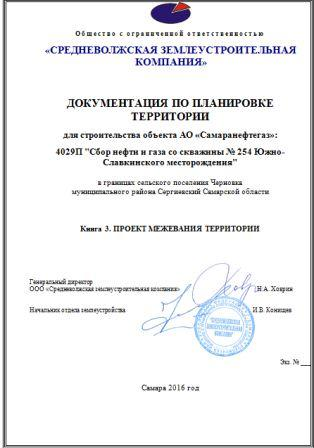 Общество с ограниченной ответственностью
«СРЕДНЕВОЛЖСКАЯ ЗЕМЛЕУСТРОИТЕЛЬНАЯ
КОМПАНИЯ»
ДОКУМЕНТАЦИЯ ПО ПЛАНИРОВКЕ
ТЕРРИТОРИИ
для строительства объекта АО «Самаранефтегаз»:
4029П "Сбор нефти и газа со скважины № 254 Южно-
Славкинского месторождения"
в границах сельского поселения Черновка
муниципального района Сергиевский Самарской области
Книга 3. ПРОЕКТ МЕЖЕВАНИЯ ТЕРРИТОРИИ
Генеральный директор
ООО «Средневолжская землеустроительная компания» Н.А. Ховрин
Начальник отдела землеустройства И.В. Конищев
Экз. № ___
Самара 2016 год